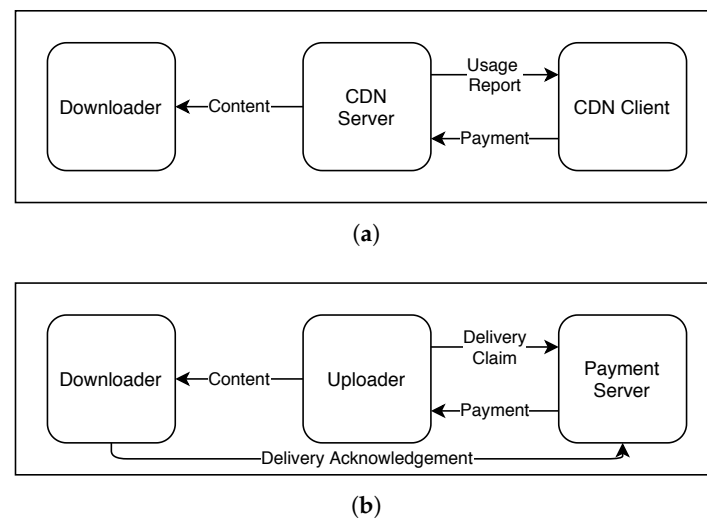 Downloader
Content
CDN
Server
Usage
Report
Payment
CDN Client
(a)
Downloader
Content
Uploader
Delivery
Claim
Payment
Payment
Server
Delivery Acknowledgement
(b)